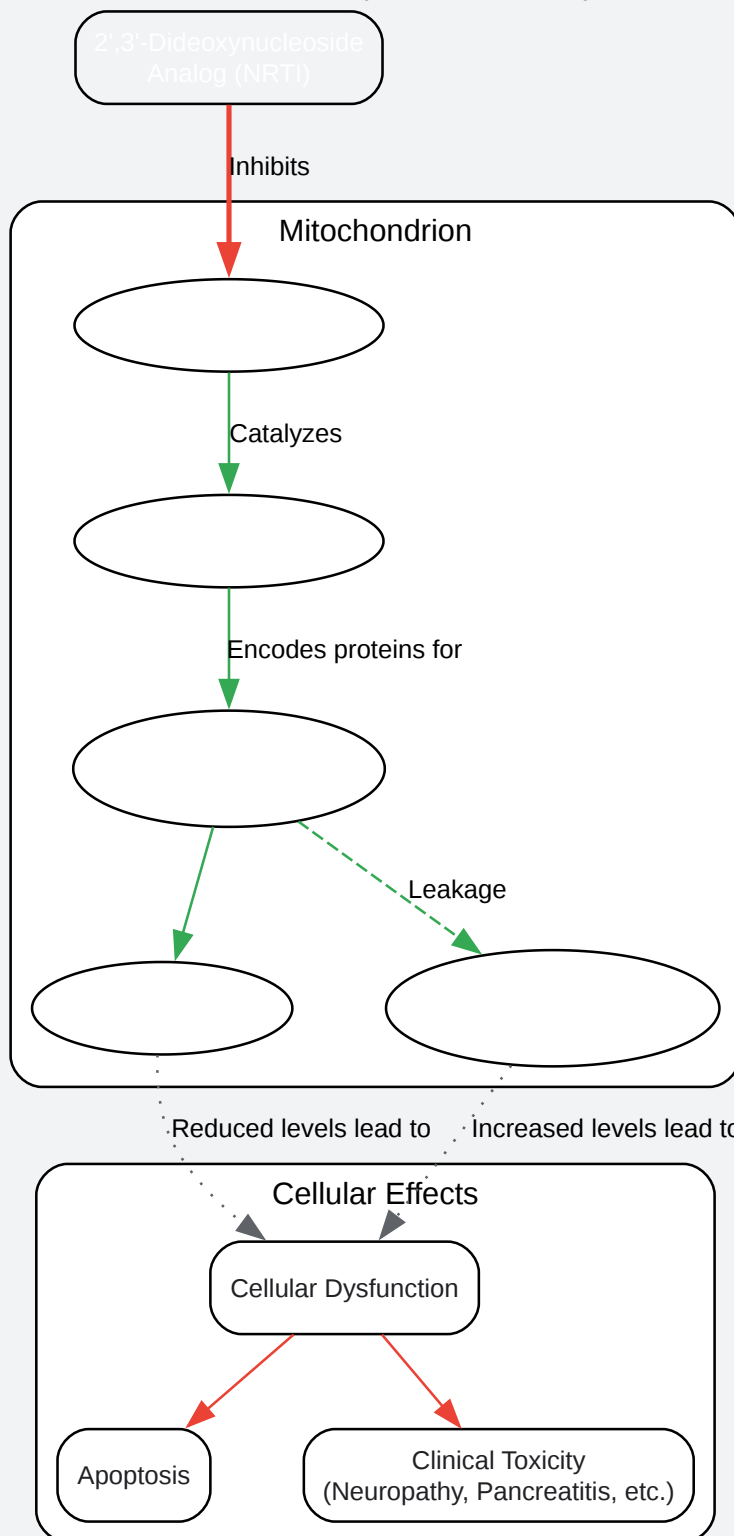 2',3'-Dideoxynucleoside
Analog (NRTI)
Inhibits
Mitochondrion
Catalyzes
Encodes proteins for
Leakage
Reduced levels lead to
Increased levels lead to
Cellular Effects
Cellular Dysfunction
Apoptosis
Clinical Toxicity
(Neuropathy, Pancreatitis, etc.)